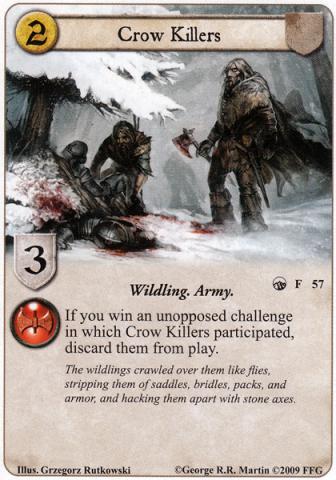 2
Crow Killers
3
Wildling. Army.
F 57
If you win an unopposed challenge
in which Crow Killers participated,
discard them from play.
The wildlings crawled over them like flies,
stripping them of saddles, bridles, packs, and
armor, and hacking them apart with stone axes.
Illus. Grzegorz Rutkowski
©George R.R. Martin ©2009 FFG